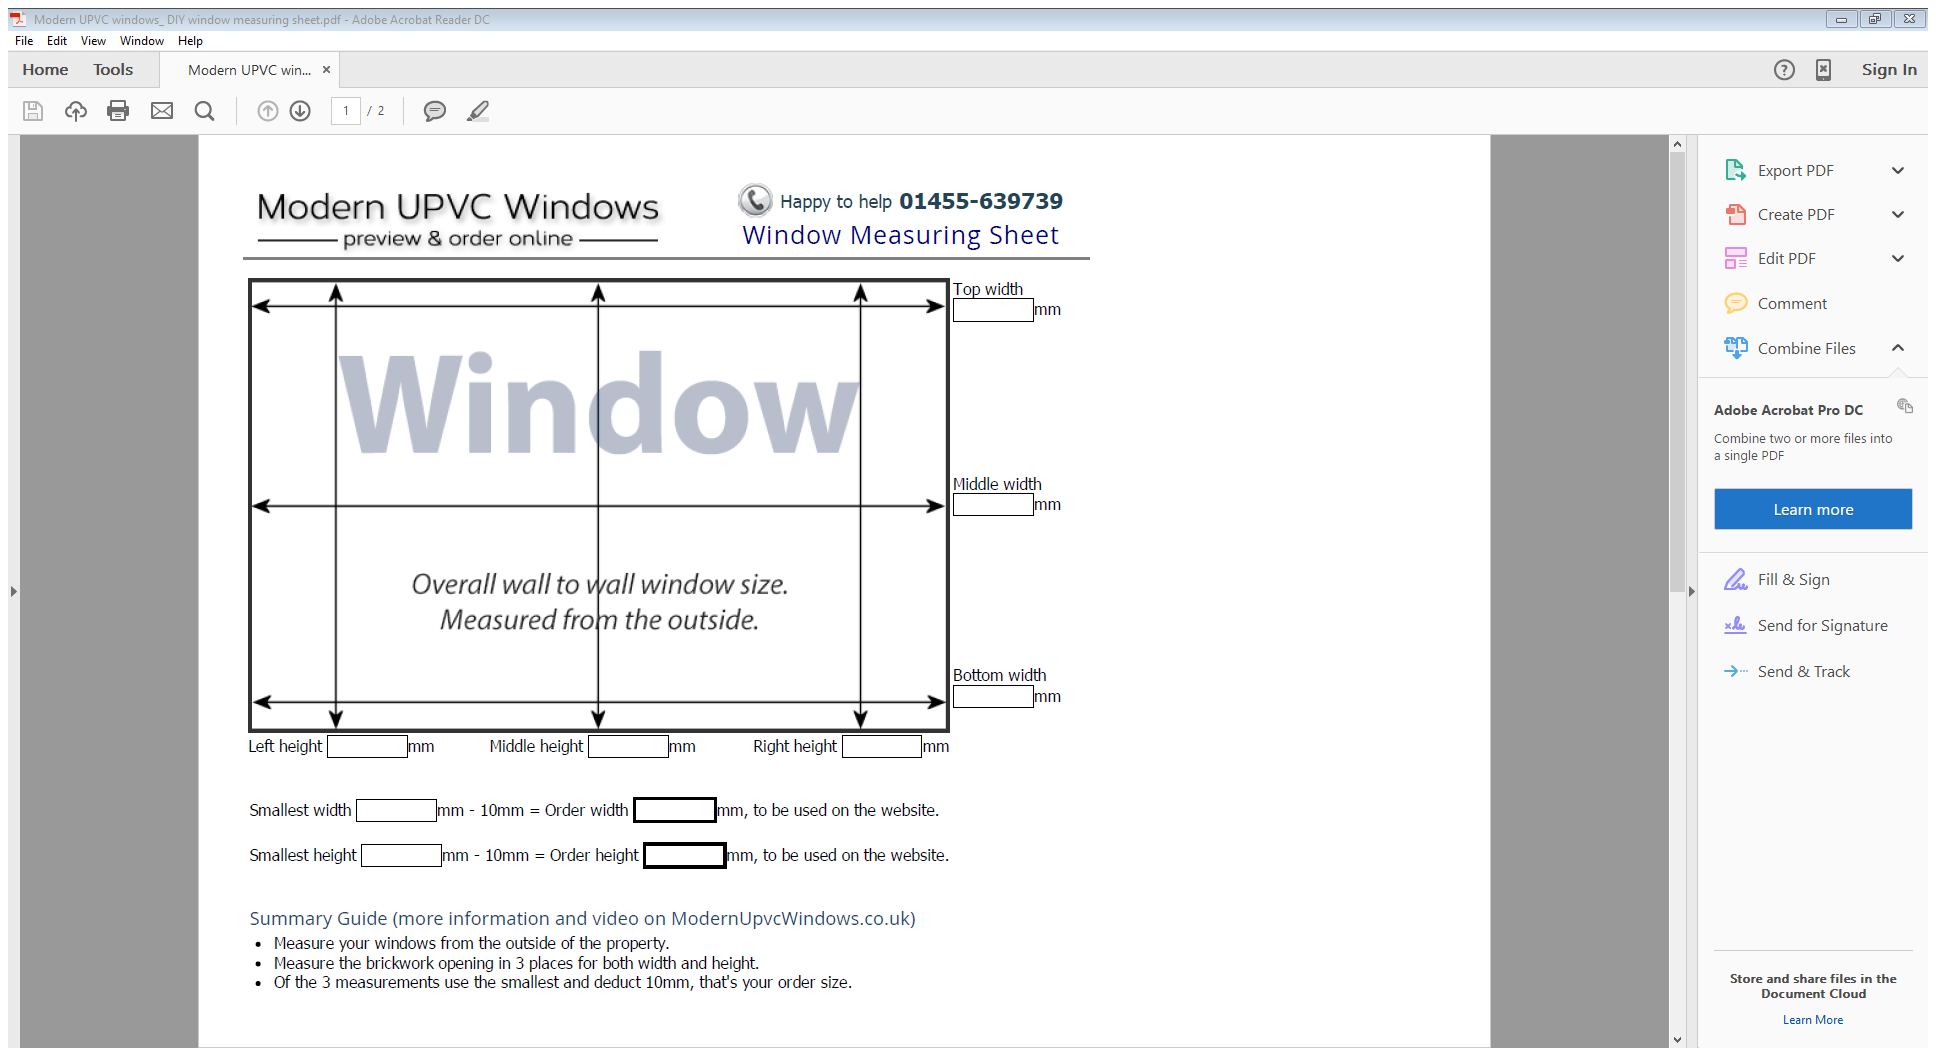 Modern UPVC windows_ DIY window measuring sheet.pdf - Adobe Acrobat Reader DC
File Edit View Window Help
Home Tools Modern UPVC win... × ? Sign In
1 / 2
Modern UPVC Windows
preview & order online
Happy to help 01455-639739
Window Measuring Sheet
Top width
mm
Window
Middle width
mm
Overall wall to wall window size.
Measured from the outside.
Bottom width
mm
Left height mm Middle height mm Right height mm
Smallest width mm - 10mm = Order width mm, to be used on the website.
Smallest height mm - 10mm = Order height mm, to be used on the website.
Summary Guide (more information and video on ModernUpvcWindows.co.uk)
• Measure your windows from the outside of the property.
• Measure the brickwork opening in 3 places for both width and height.
• Of the 3 measurements use the smallest and deduct 10mm, that's your order size.
Export PDF
Create PDF
Edit PDF
Comment
Combine Files
Adobe Acrobat Pro DC
Combine two or more files into
a single PDF
Learn more
Fill & Sign
Send for Signature
Send & Track
Store and share files in the
Document Cloud
Learn More